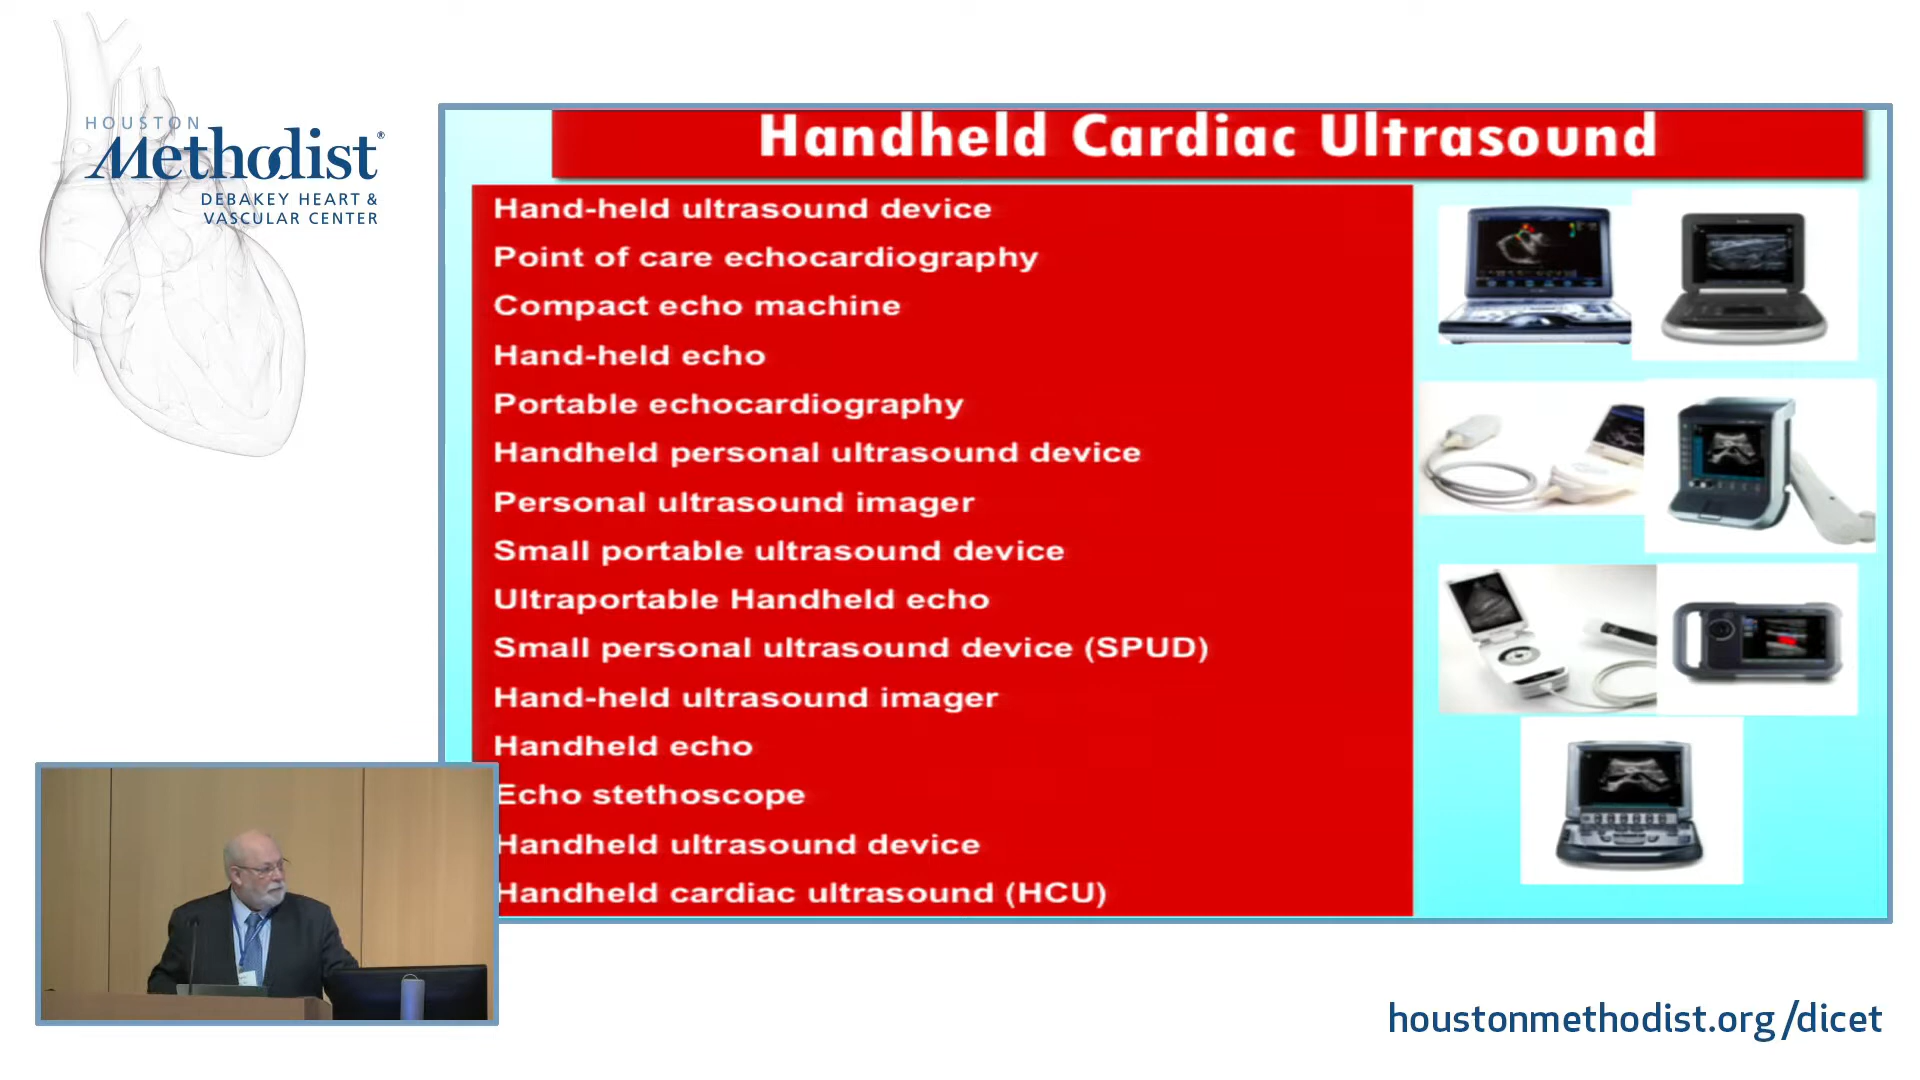 HOUSTON
Methodist®
DEBAKEY HEART &
VASCULAR CENTER
Handheld Cardiac Ultrasound
Hand-held ultrasound device
Point of care echocardiography
Compact echo machine
Hand-held echo
Portable echocardiography
Handheld personal ultrasound device
Personal ultrasound imager
Small portable ultrasound device
Ultraportable Handheld echo
Small personal ultrasound device (SPUD)
Hand-held ultrasound imager
Handheld echo
Echo stethoscope
Handheld ultrasound device
Handheld cardiac ultrasound (HCU)
houstonmethodist.org/dicet